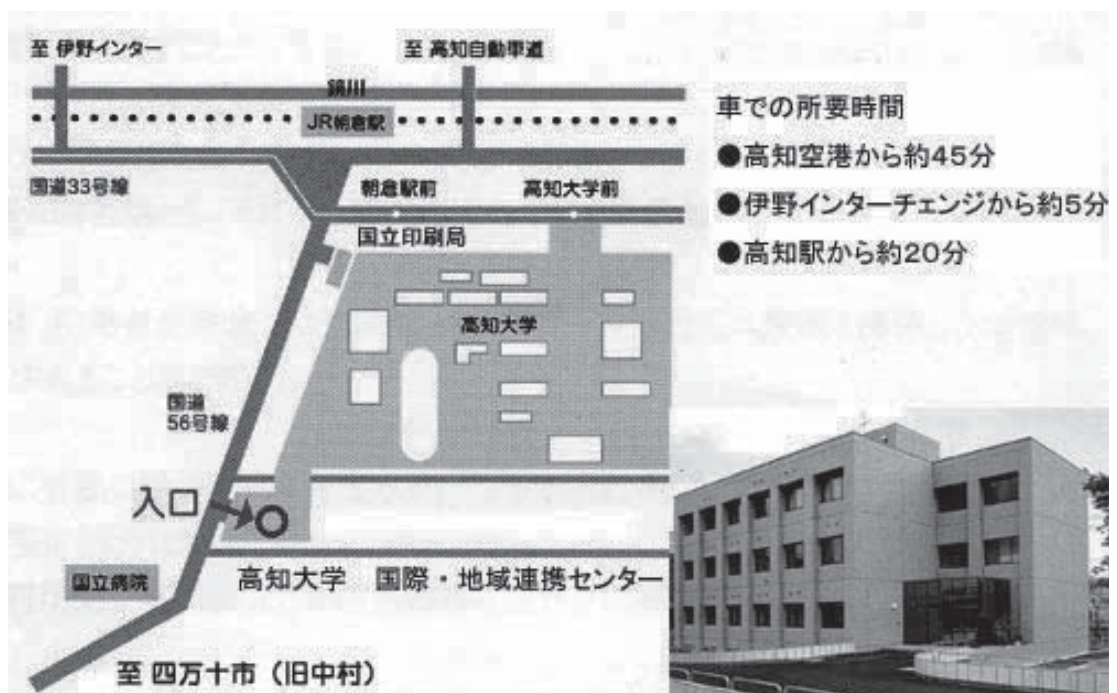 至 伊野インター
至 高知自動車道
鏡川
JR朝倉駅
国道33号線
朝倉駅前
高知大学前
国立印刷局
高知大学
国道
56号線
入口
国立病院
高知大学 国際・地域連携センター
至 四万十市（旧中村）
車での所要時間
●高知空港から約45分
●伊野インターチェンジから約5分
●高知駅から約20分